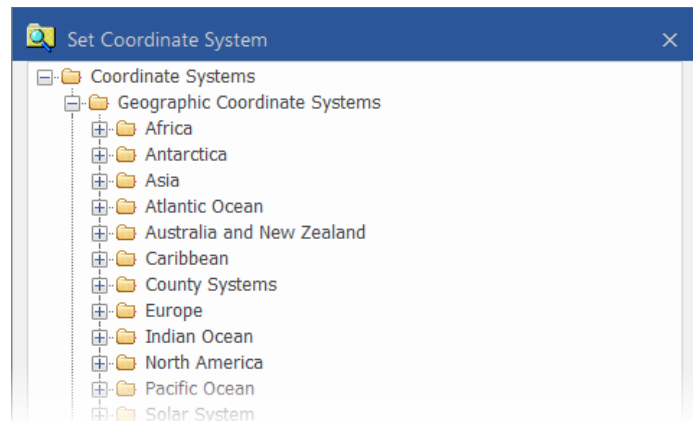 Set Coordinate System
Coordinate Systems
Geographic Coordinate Systems
Africa
Antarctica
Asia
Atlantic Ocean
Australia and New Zealand
Caribbean
County Systems
Europe
Indian Ocean
North America
Pacific Ocean
Solar System